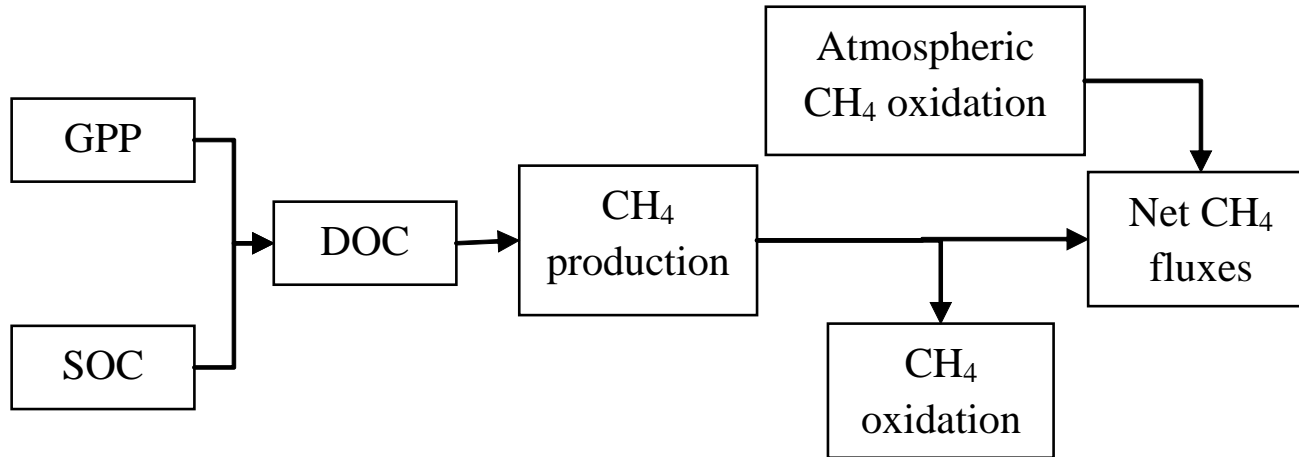 GPP
SOC
DOC
CH₄
production
Atmospheric
CH₄ oxidation
Net CH₄
fluxes
CH₄
oxidation